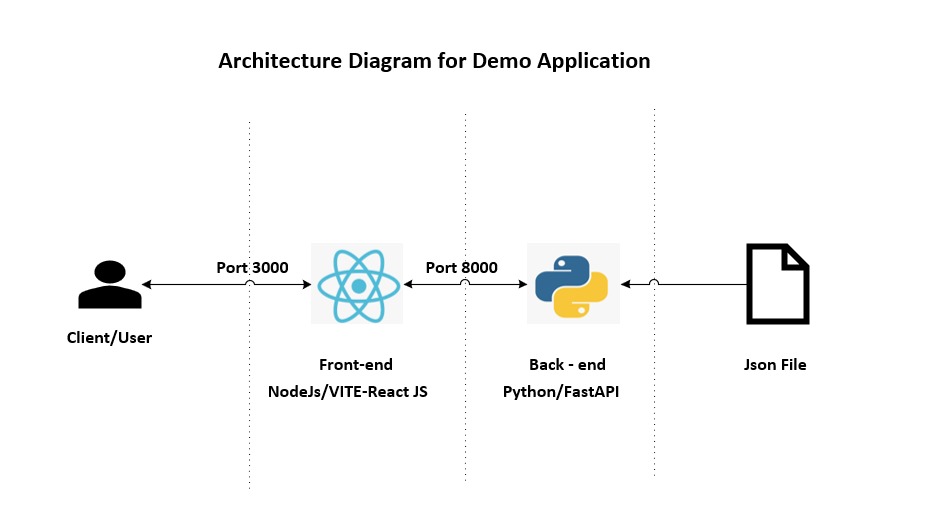 Architecture Diagram for Demo Application
Port 3000
Port 8000
Client/User
Front-end
NodeJs/VITE-React JS
Back - end
Python/FastAPI
Json File